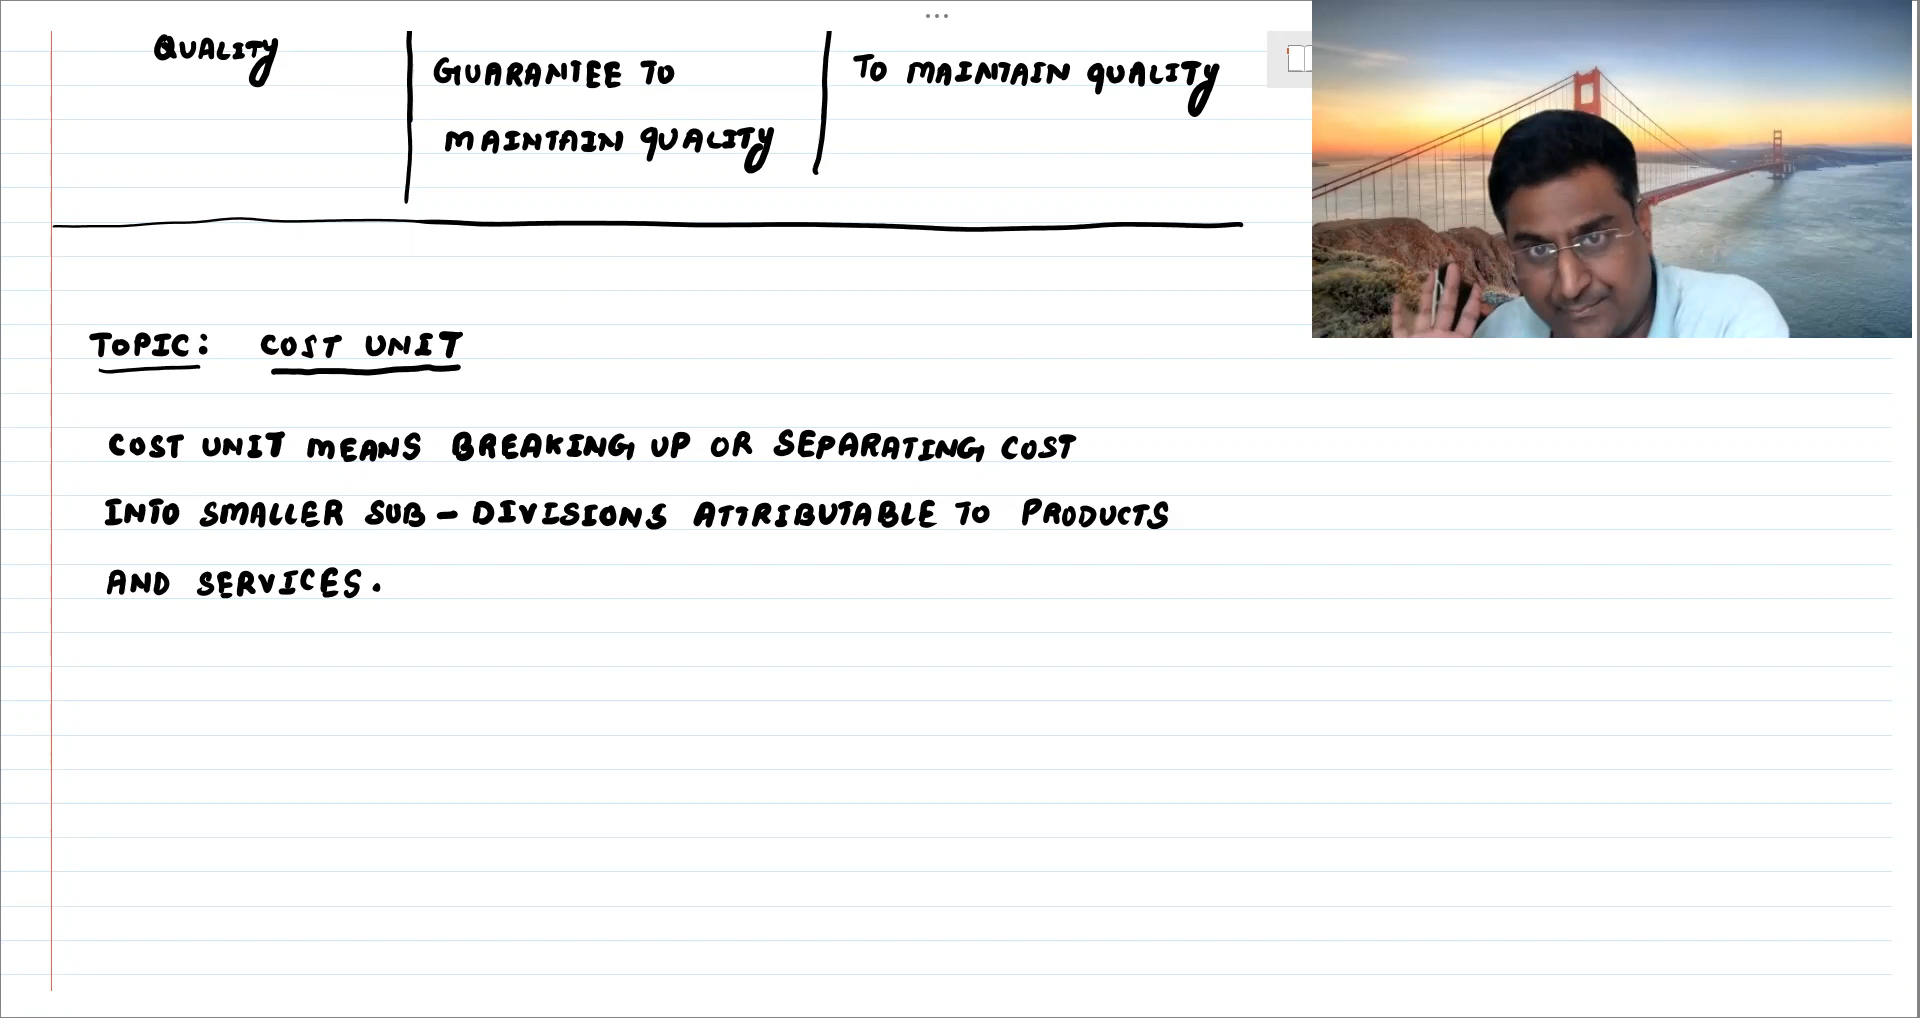 QUALITY
GUARANTEE TO
MAINTAIN QUALITY
TO MAINTAIN QUALITY
TOPIC: COST UNIT
COST UNIT MEANS BREAKING UP OR SEPARATING COST
INTO SMALLER SUB-DIVISIONS ATTRIBUTABLE TO PRODUCTS
AND SERVICES.